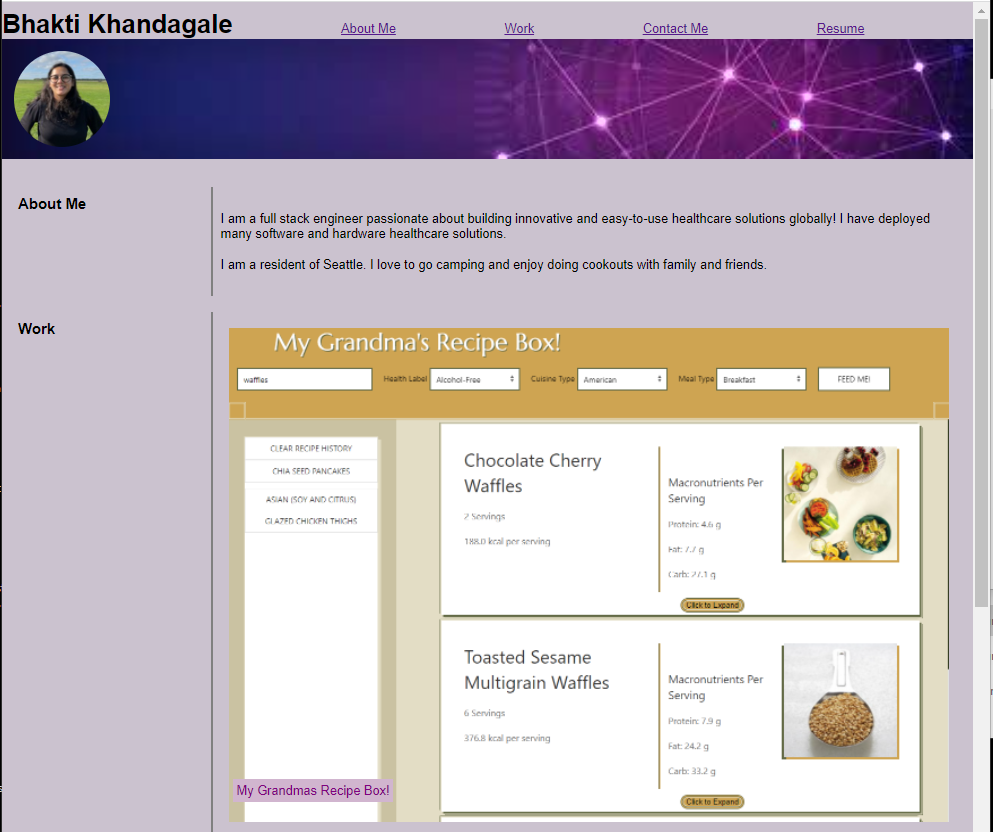 Bhakti Khandagale
About Me
Work
Contact Me
Resume
About Me
I am a full stack engineer passionate about building innovative and easy-to-use healthcare solutions globally! I have deployed
many software and hardware healthcare solutions.
I am a resident of Seattle. I love to go camping and enjoy doing cookouts with family and friends.
Work
My Grandma's Recipe Box!
waffles
Health Label
Alcohol-Free
Cuisine Type
American
Meal Type
Breakfast
FEED ME!
CLEAR RECIPE HISTORY
CHIA SEED PANCAKES
ASIAN (SOY AND CITRUS)
GLAZED CHICKEN THIGHS
Chocolate Cherry
Waffles
2 Servings
188.0 kcal per serving
Macronutrients Per
Serving
Protein: 4.6 g
Fat: 7.7 g
Carb: 27.1 g
Click to Expand
Toasted Sesame
Multigrain Waffles
6 Servings
376.8 kcal per serving
Macronutrients Per
Serving
Protein: 7.9 g
Fat: 24.2 g
Carb: 33.2 g
Click to Expand
My Grandmas Recipe Box!